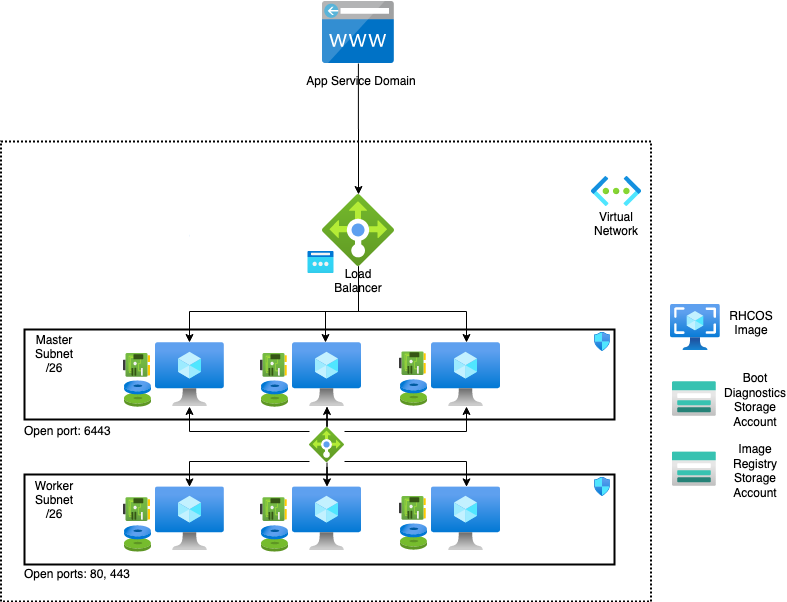 WWW
App Service Domain
Virtual
Network
Load
Balancer
Master
Subnet
/26
Open port: 6443
Worker
Subnet
/26
Open ports: 80, 443
RHCOS
Image
Boot
Diagnostics
Storage
Account
Image
Registry
Storage
Account